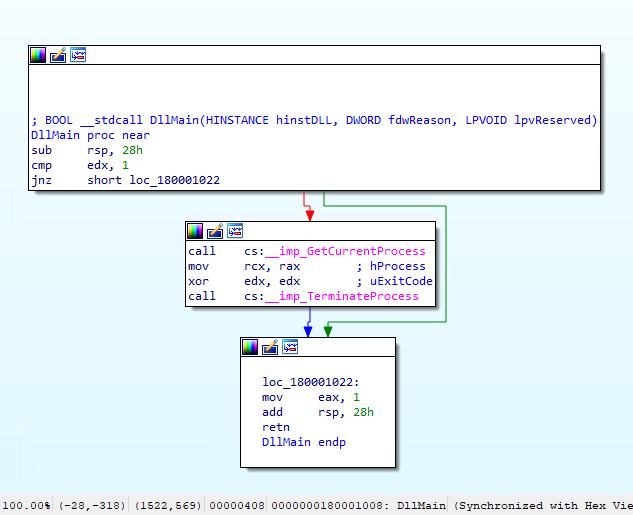 ; BOOL __stdcall DllMain(HINSTANCE hinstDLL, DWORD fdwReason, LPVOID lpvReserved)
DllMain proc near
sub     rsp, 28h
cmp     edx, 1
jnz     short loc_180001022
call    cs:__imp_GetCurrentProcess
mov     rcx, rax        ; hProcess
xor     edx, edx        ; uExitCode
call    cs:__imp_TerminateProcess
loc_180001022:
mov     eax, 1
add     rsp, 28h
retn
DllMain endp
100.00% (-28,-318) (1522,569) 00000408 0000000180001008: DllMain (Synchronized with Hex Vie